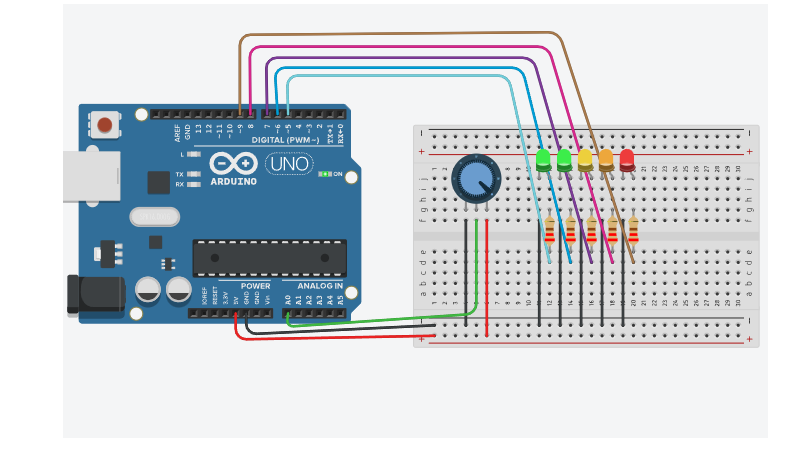 AREF
GND
13
12
~11
~10
~9
8
7
~6
~5
4
~3
2
TX→1
RX←0
DIGITAL (PWM~)
L
TX
RX
ARDUINO
UNO
ON
POWER
ANALOG IN
IOREF
RESET
3.3V
5V
GND
GND
Vin
A0
A1
A2
A3
A4
A5
j
i
h
g
f
e
d
c
b
a